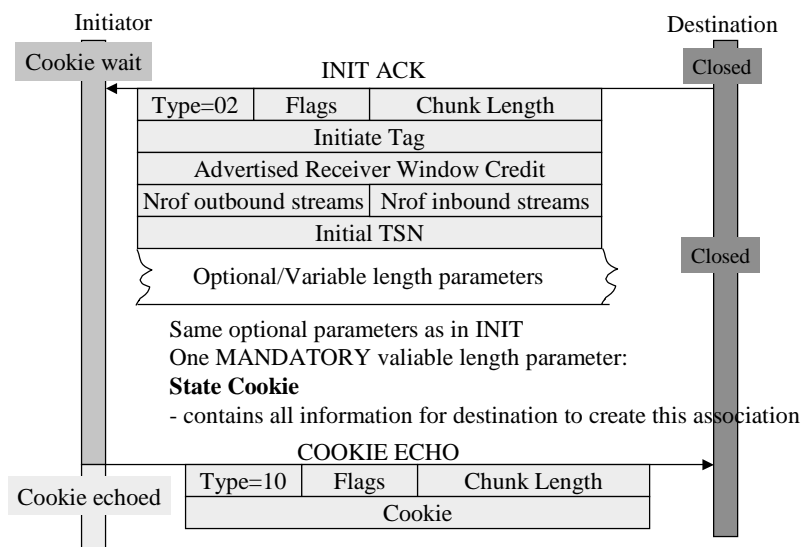 Initiator
Destination
Cookie wait
INIT ACK
Closed
Type=02 Flags Chunk Length
Initiate Tag
Advertised Receiver Window Credit
Nrof outbound streams Nrof inbound streams
Initial TSN
Closed
Optional/Variable length parameters
Same optional parameters as in INIT
One MANDATORY valiable length parameter:
State Cookie
- contains all information for destination to create this association
COOKIE ECHO
Type=10 Flags Chunk Length
Cookie echoed
Cookie